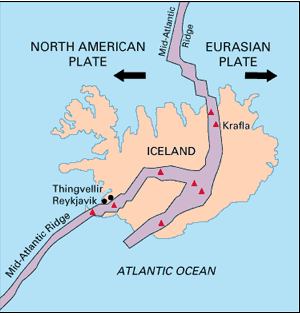 NORTH AMERICAN
PLATE
Mid-Atlantic
Ridge
EURASIAN
PLATE
Krafla
ICELAND
Thingvellir
Reykjavik
Mid-Atlantic Ridge
ATLANTIC OCEAN